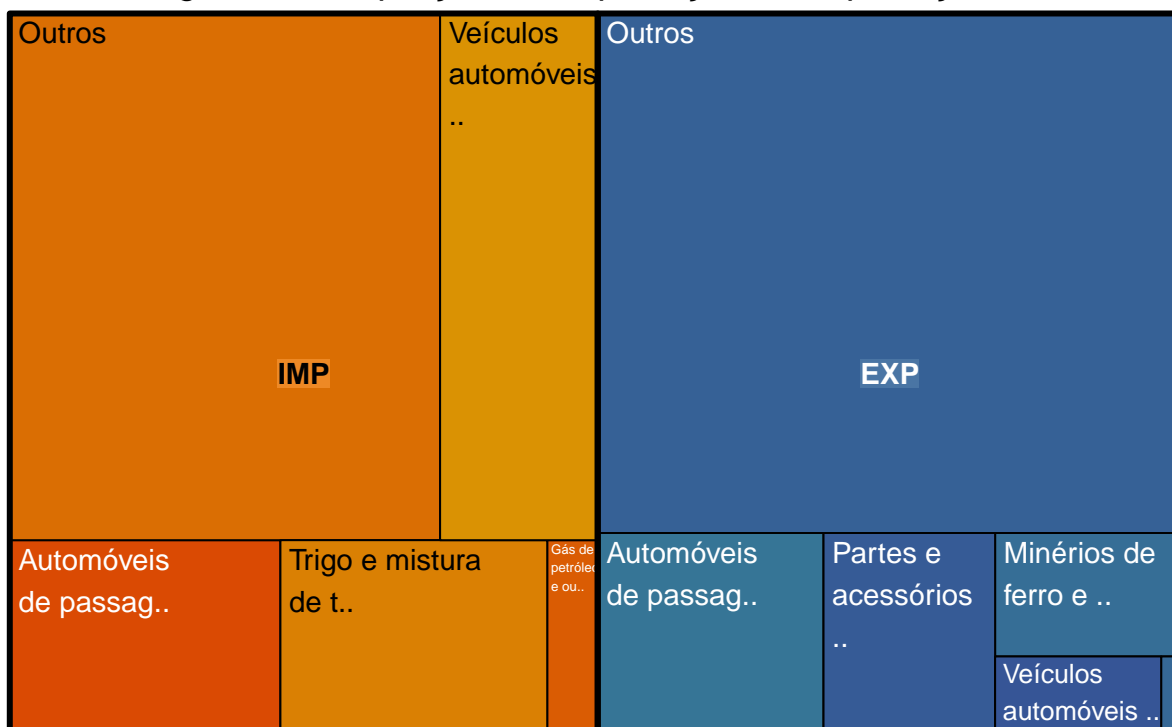 Outros
Veículos
automóveis
..
IMP
Automóveis
de passag..
Trigo e mistura
de t..
Gás de
petróleo
e ou..
Outros
EXP
Automóveis
de passag..
Partes e
acessórios
..
Minérios de
ferro e ..
Veículos
automóveis ..